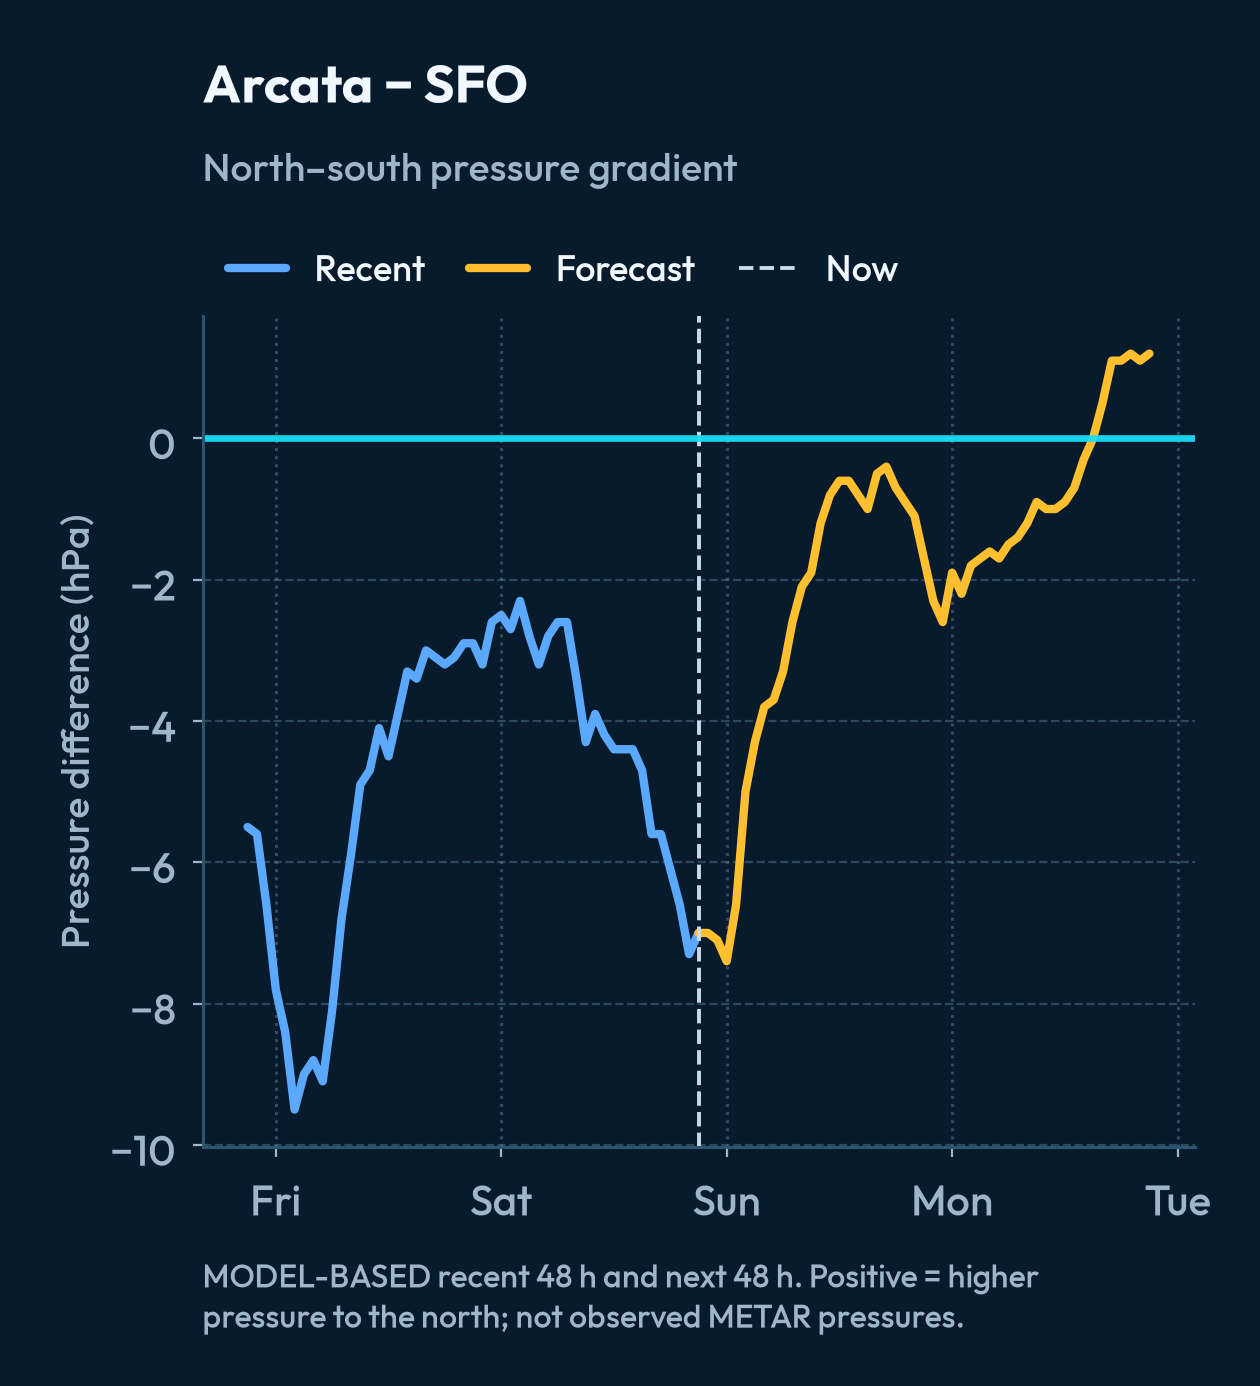 Arcata – SFO
North–south pressure gradient
Recent Forecast Now
Pressure difference (hPa)
0
−2
−4
−6
−8
−10
Fri Sat Sun Mon Tue
MODEL-BASED recent 48 h and next 48 h. Positive = higher
pressure to the north; not observed METAR pressures.